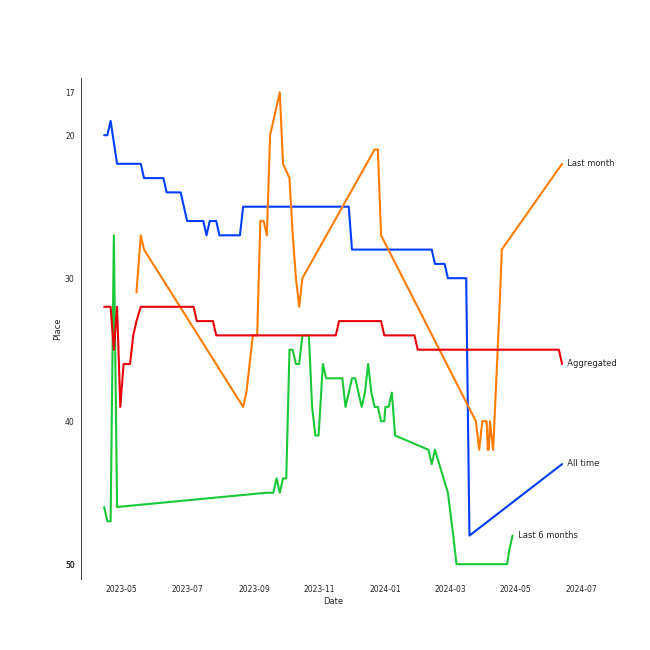 17
20
30
40
50
Place
Last month
Aggregated
All time
Last 6 months
2023-05 2023-07 2023-09 2023-11 2024-01 2024-03 2024-05 2024-07
Date